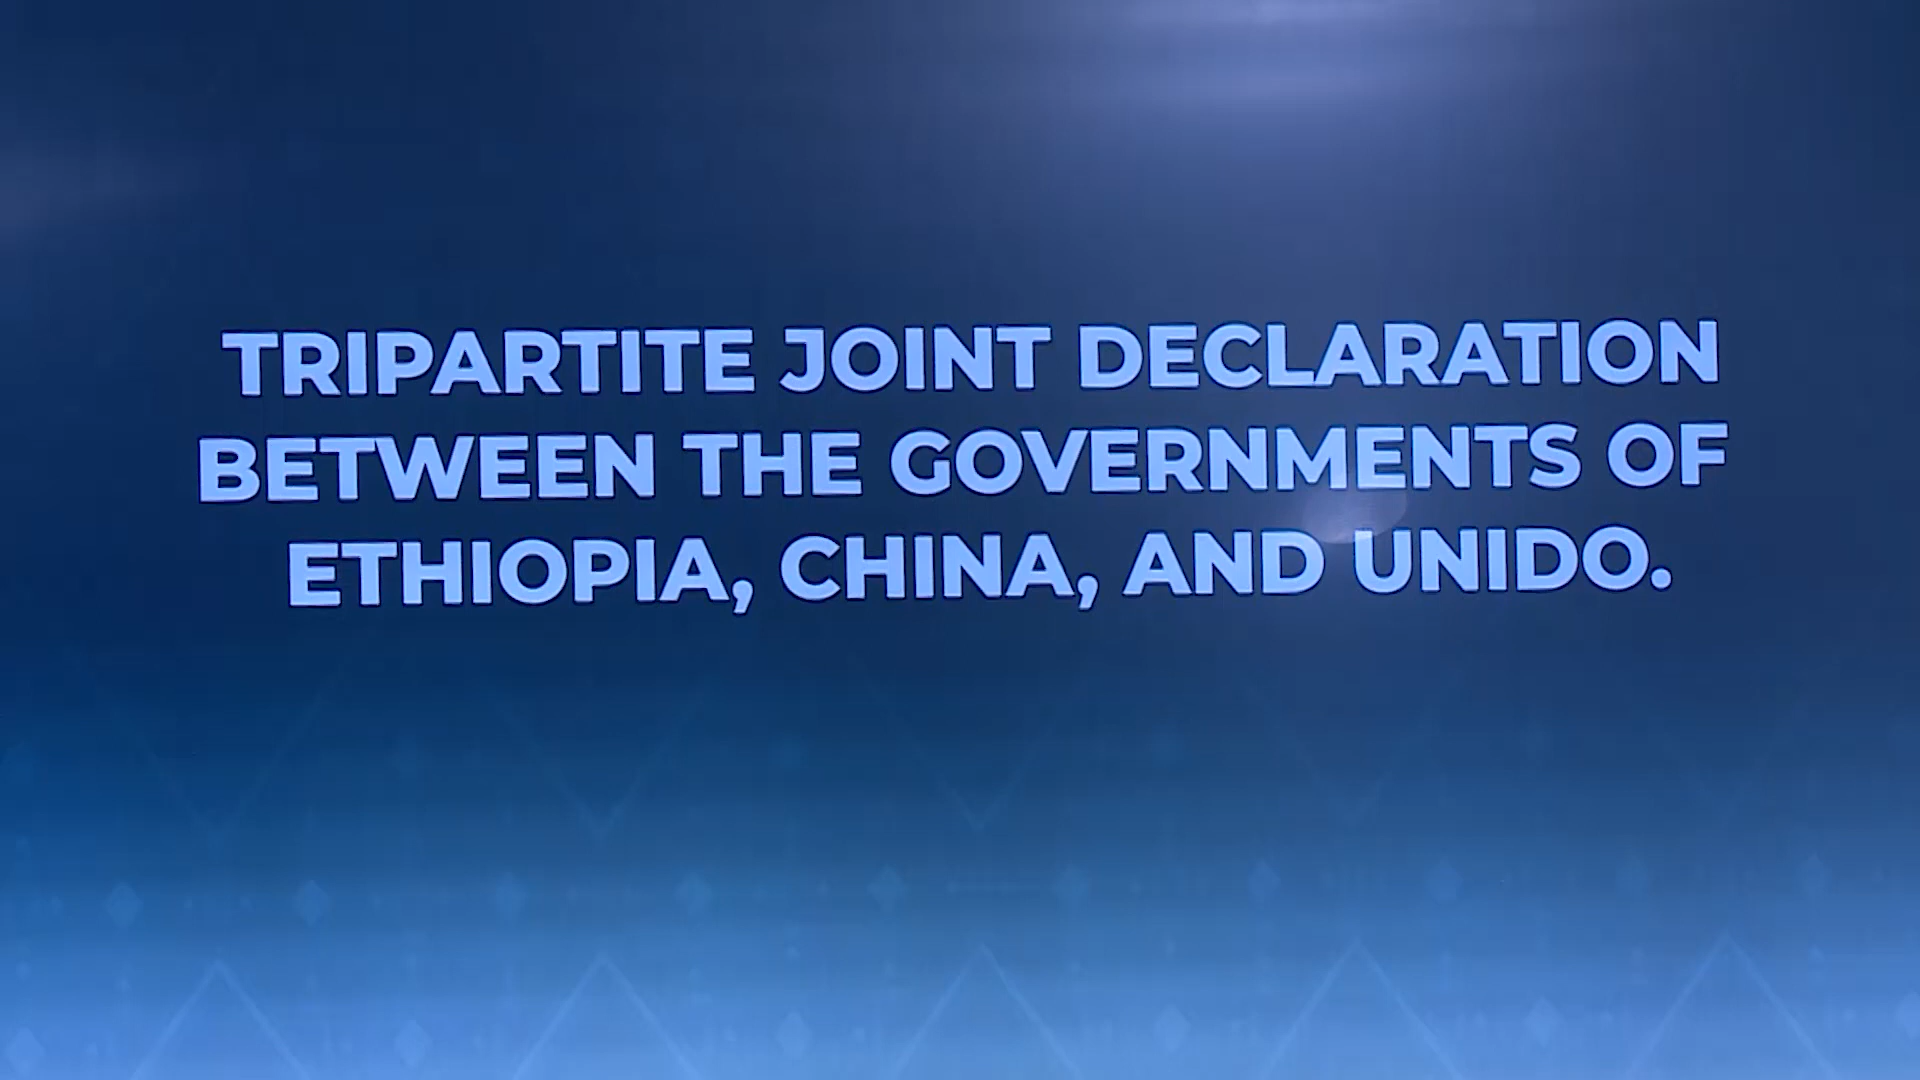 TRIPARTITE JOINT DECLARATION
BETWEEN THE GOVERNMENTS OF
ETHIOPIA, CHINA, AND UNIDO.